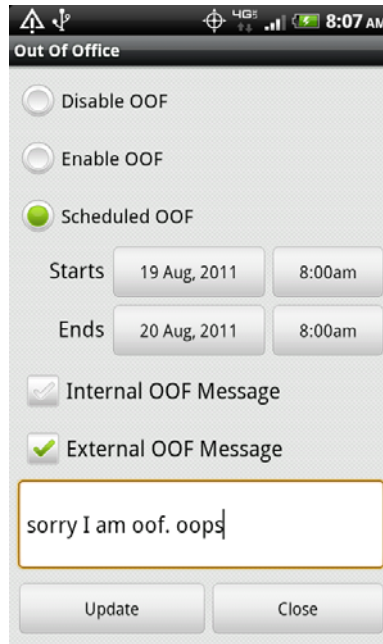 4G 8:07 AM
Out Of Office
Disable OOF
Enable OOF
Scheduled OOF
Starts 19 Aug, 2011 8:00am
Ends 20 Aug, 2011 8:00am
Internal OOF Message
External OOF Message
sorry I am oof. oops
Update Close